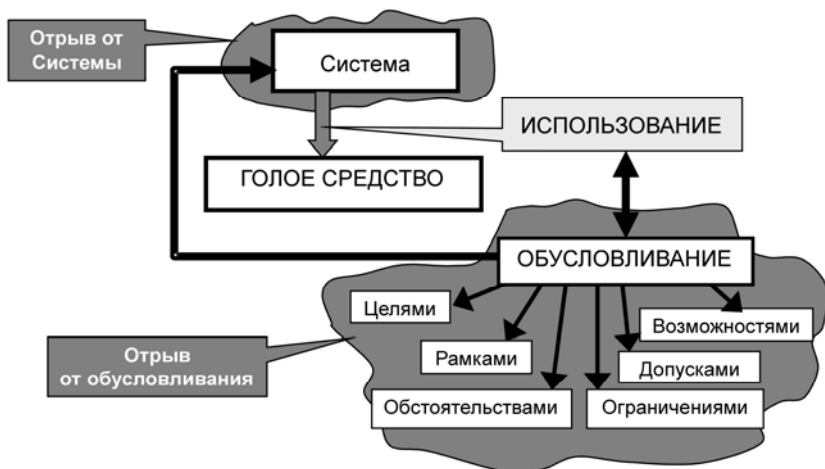 Отрыв от
Системы
Система
ИСПОЛЬЗОВАНИЕ
ГОЛОЕ СРЕДСТВО
ОБУСЛОВЛИВАНИЕ
Целями
Возможностями
Рамками
Допусками
Отрыв
от обусловливания
Обстоятельствами
Ограничениями